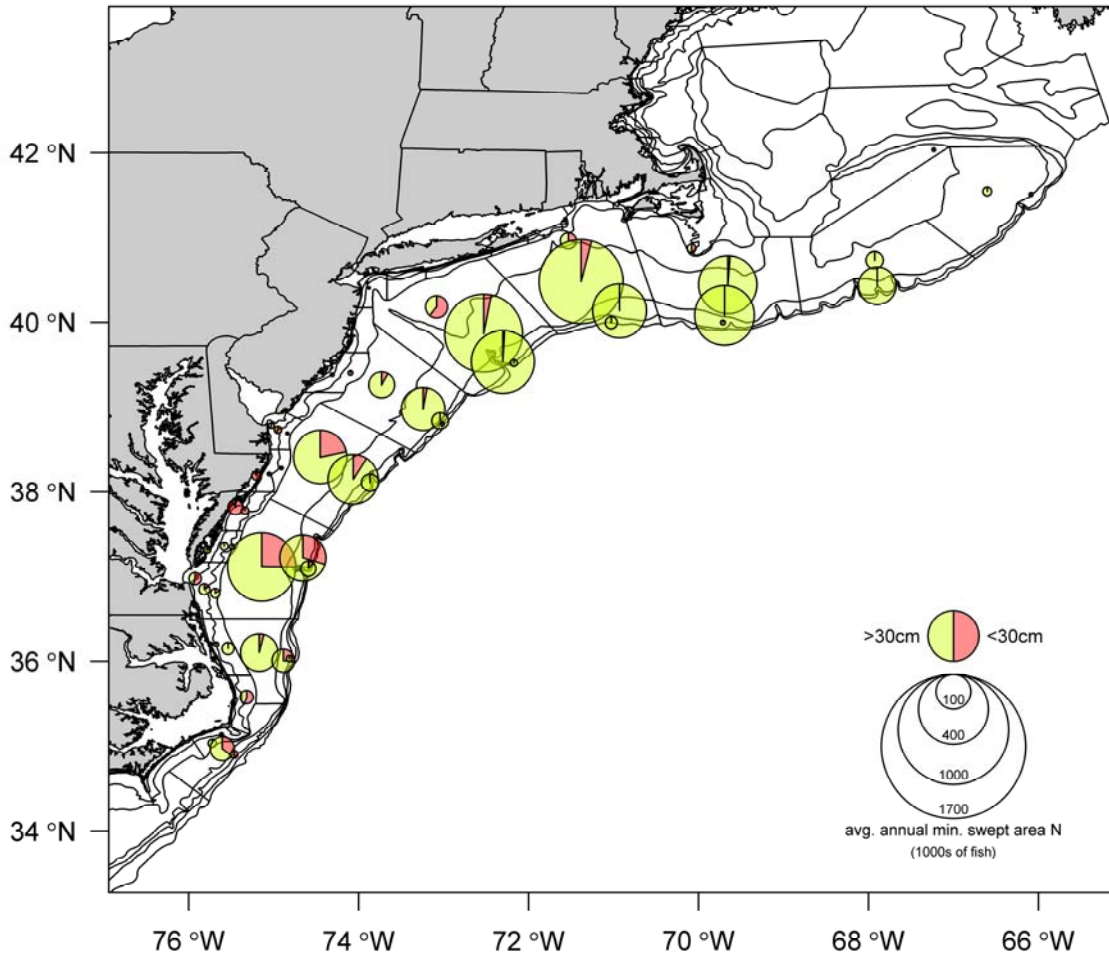 42 °N
40 °N
38 °N
36 °N
34 °N
>30cm <30cm
100
400
1000
1700
avg. annual min. swept area N
(1000s of fish)
76 °W 74 °W 72 °W 70 °W 68 °W 66 °W